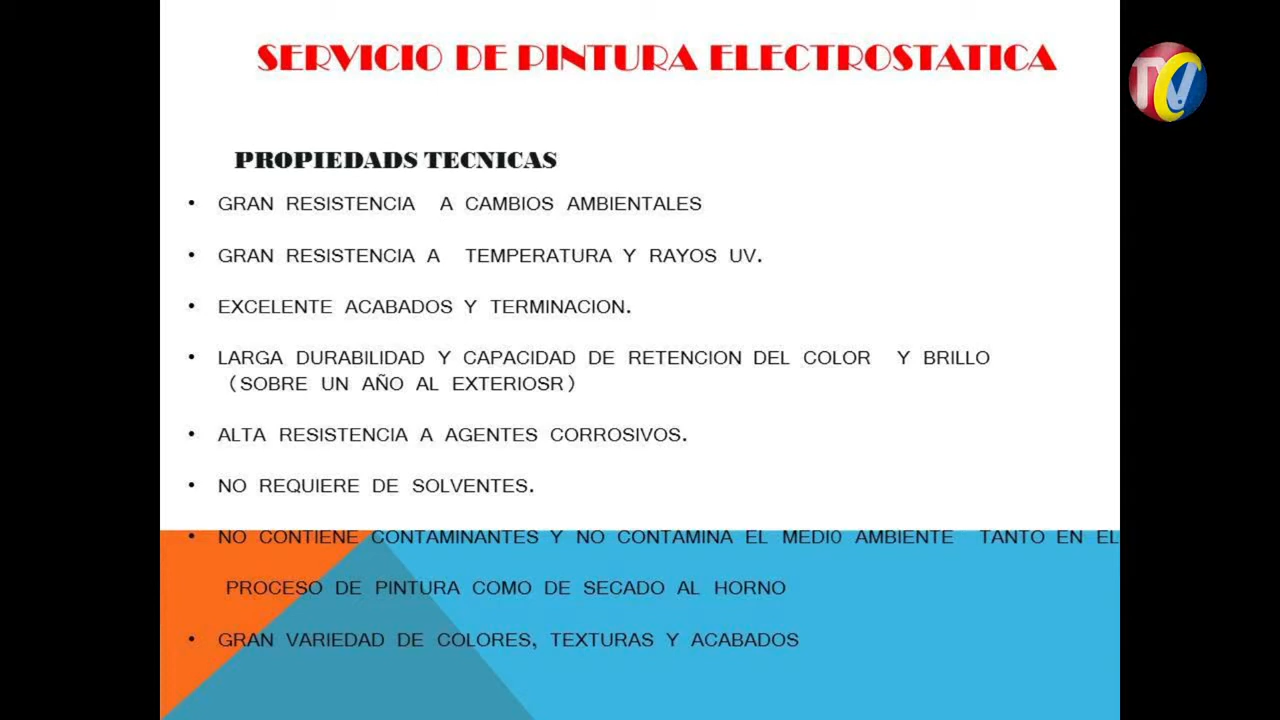 SERVICIO DE PINTURA ELECTROSTATICA
TVC
PROPIEDADS TECNICAS
• GRAN RESISTENCIA A CAMBIOS AMBIENTALES
• GRAN RESISTENCIA A TEMPERATURA Y RAYOS UV.
• EXCELENTE ACABADOS Y TERMINACION.
• LARGA DURABILIDAD Y CAPACIDAD DE RETENCION DEL COLOR Y BRILLO
(SOBRE UN AÑO AL EXTERIOSR)
• ALTA RESISTENCIA A AGENTES CORROSIVOS.
• NO REQUIERE DE SOLVENTES.
• NO CONTIENE CONTAMINANTES Y NO CONTAMINA EL MEDI0 AMBIENTE TANTO EN EL
PROCESO DE PINTURA COMO DE SECADO AL HORNO
• GRAN VARIEDAD DE COLORES, TEXTURAS Y ACABADOS